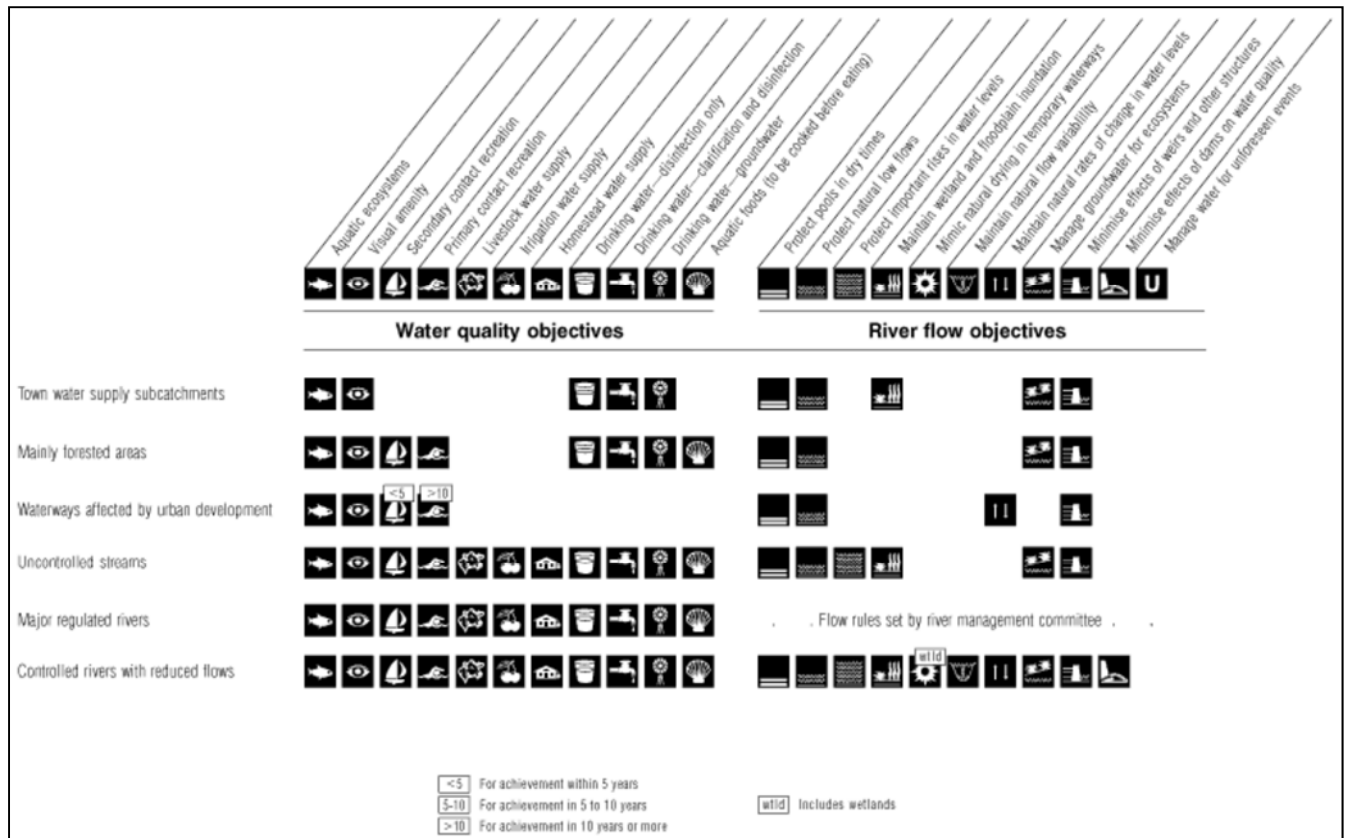 Aquatic ecosystems
Visual amenity
Secondary contact recreation
Primary contact recreation
Livestock water supply
Irrigation water supply
Homestead water supply
Drinking water—disinfection only
Drinking water—clarification and disinfection
Drinking water—groundwater
Aquatic foods (to be cooked before eating)
Protect pools in dry times
Protect natural low flows
Protect important rises in water levels
Maintain wetland and floodplain inundation
Mimic natural drying in temporary waterways
Maintain natural flow variability
Maintain natural rates of change in water levels
Manage groundwater for ecosystems
Minimise effects of weirs and other structures
Minimise effects of dams on water quality
Manage water for unforeseen events
U
Water quality objectives
River flow objectives
Town water supply subcatchments
Mainly forested areas
<5
>10
Waterways affected by urban development
Uncontrolled streams
Major regulated rivers
. . Flow rules set by river management committee . .
wtld
Controlled rivers with reduced flows
<5 For achievement within 5 years
5-10 For achievement in 5 to 10 years
>10 For achievement in 10 years or more
wtld Includes wetlands